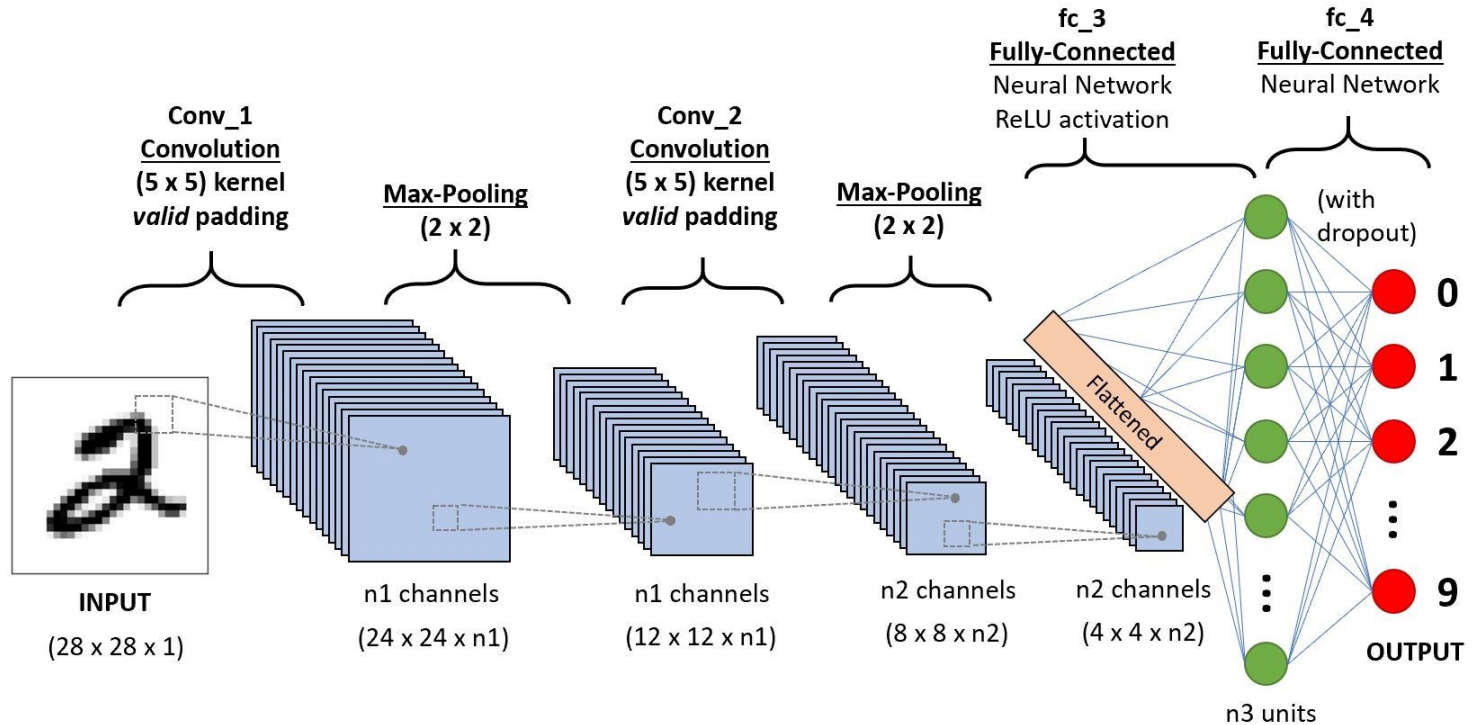 Conv_1
Convolution
(5 x 5) kernel
valid padding
Max-Pooling
(2 x 2)
Conv_2
Convolution
(5 x 5) kernel
valid padding
Max-Pooling
(2 x 2)
fc_3
Fully-Connected
Neural Network
ReLU activation
fc_4
Fully-Connected
Neural Network
(with
dropout)
Flattened
0
1
2
9
OUTPUT
2
INPUT
(28 x 28 x 1)
n1 channels
(24 x 24 x n1)
n1 channels
(12 x 12 x n1)
n2 channels
(8 x 8 x n2)
n2 channels
(4 x 4 x n2)
n3 units